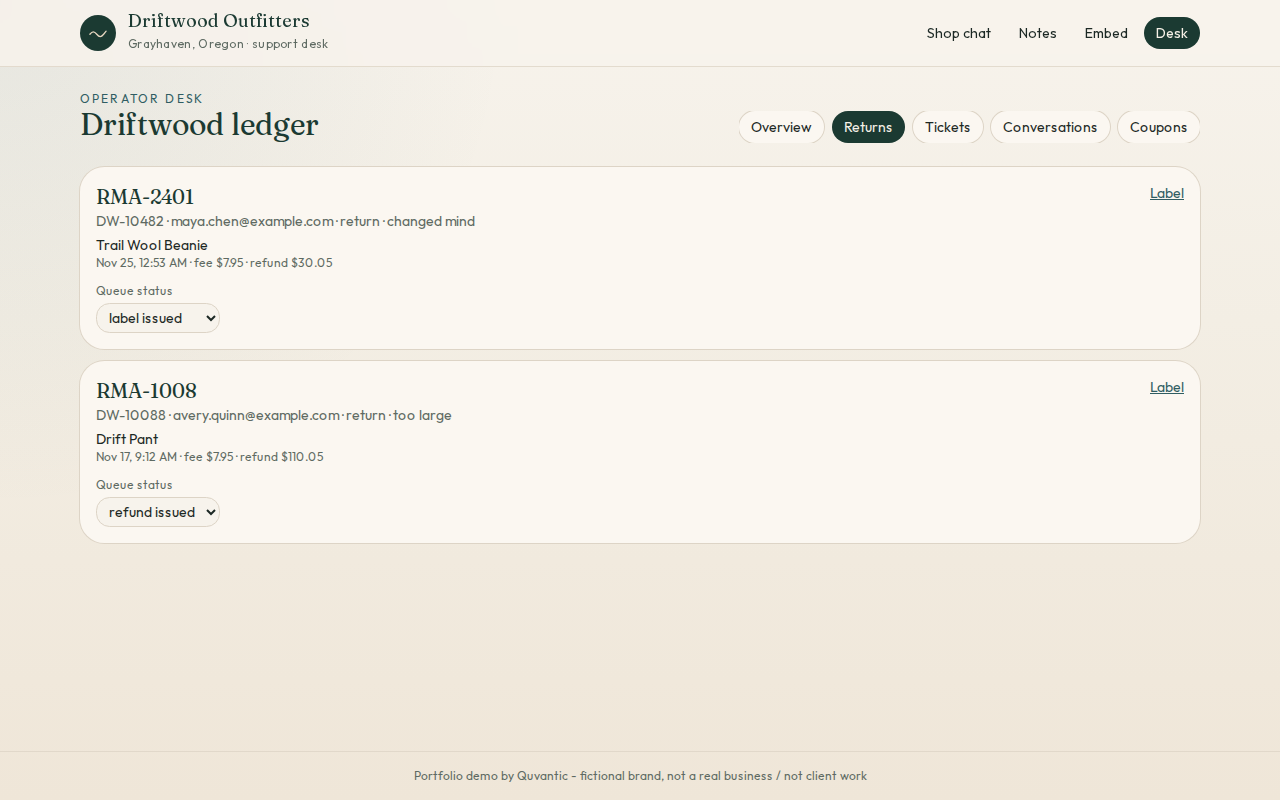 Driftwood Outfitters
Grayhaven, Oregon · support desk
Shop chat
Notes
Embed
Desk
OPERATOR DESK
Driftwood ledger
Overview
Returns
Tickets
Conversations
Coupons
RMA-2401
Label
DW-10482 · maya.chen@example.com · return · changed mind
Trail Wool Beanie
Nov 25, 12:53 AM · fee $7.95 · refund $30.05
Queue status
label issued
RMA-1008
Label
DW-10088 · avery.quinn@example.com · return · too large
Drift Pant
Nov 17, 9:12 AM · fee $7.95 · refund $110.05
Queue status
refund issued
Portfolio demo by Quvantic - fictional brand, not a real business / not client work